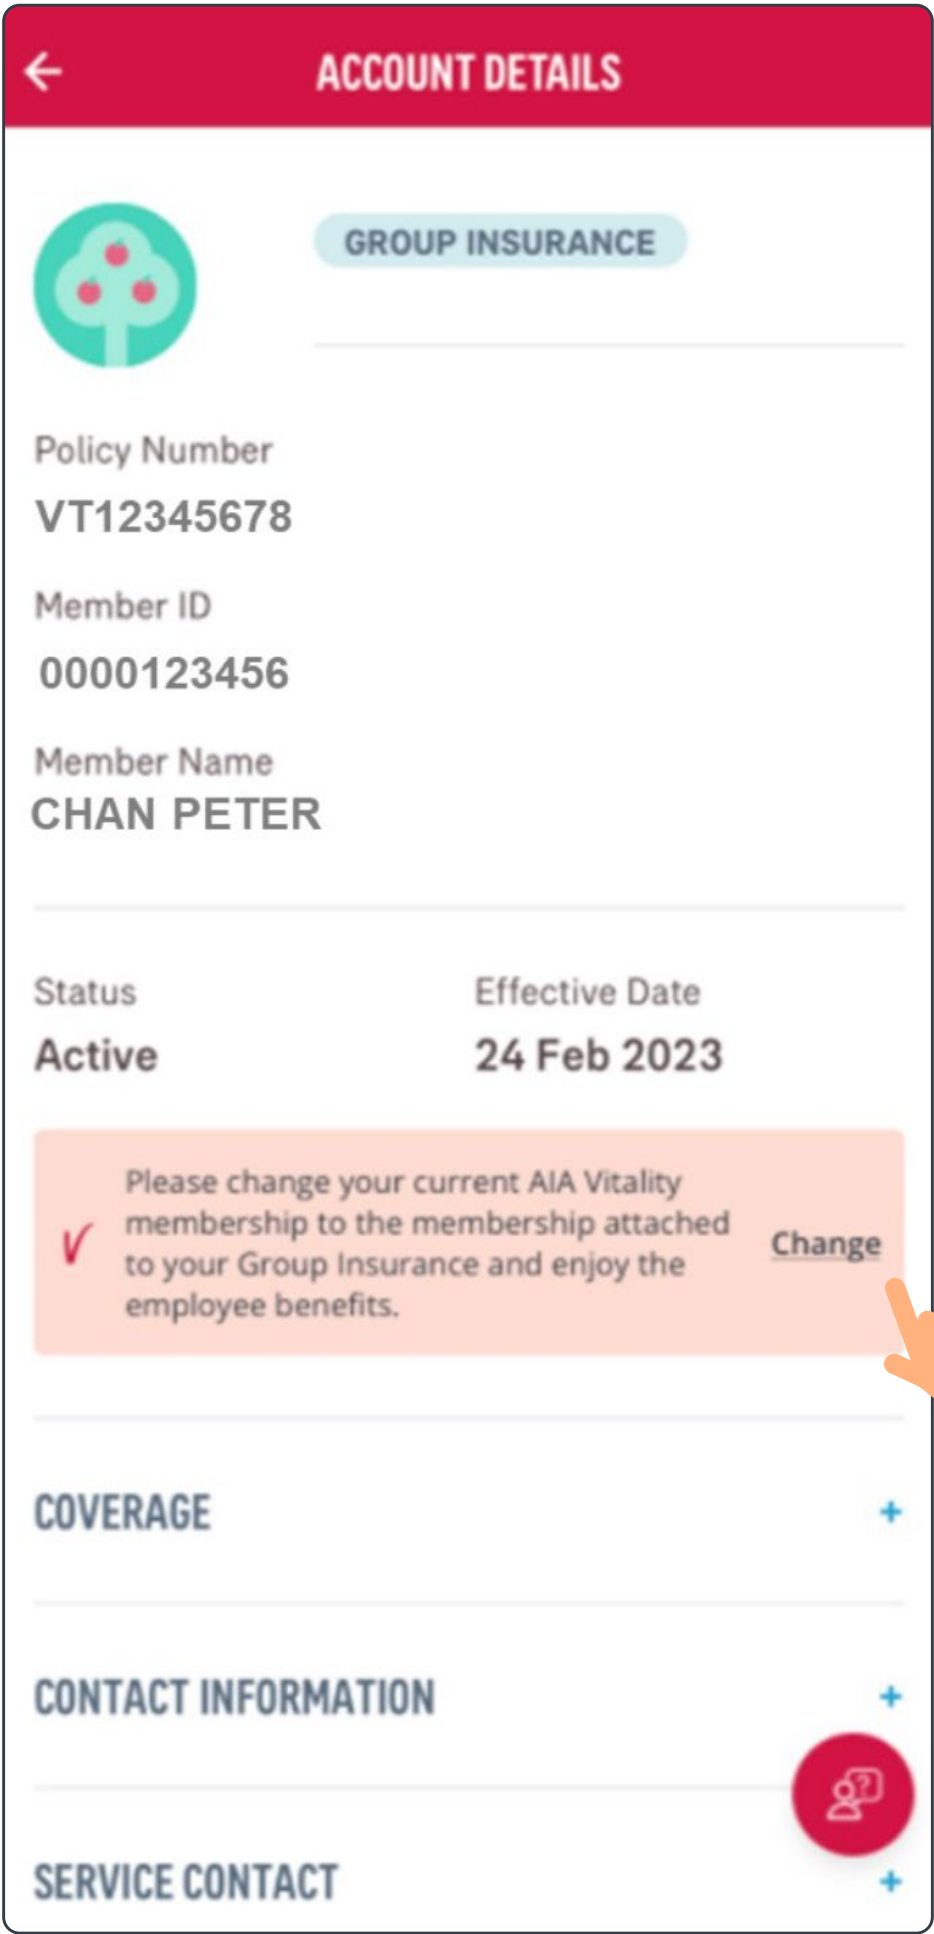 ACCOUNT DETAILS
GROUP INSURANCE
Policy Number
VT12345678
Member ID
0000123456
Member Name
CHAN PETER
Status
Effective Date
Active
24 Feb 2023
Please change your current AIA Vitality
membership to the membership attached
to your Group Insurance and enjoy the
employee benefits.
Change
COVERAGE
+
CONTACT INFORMATION
+
?
SERVICE CONTACT
+